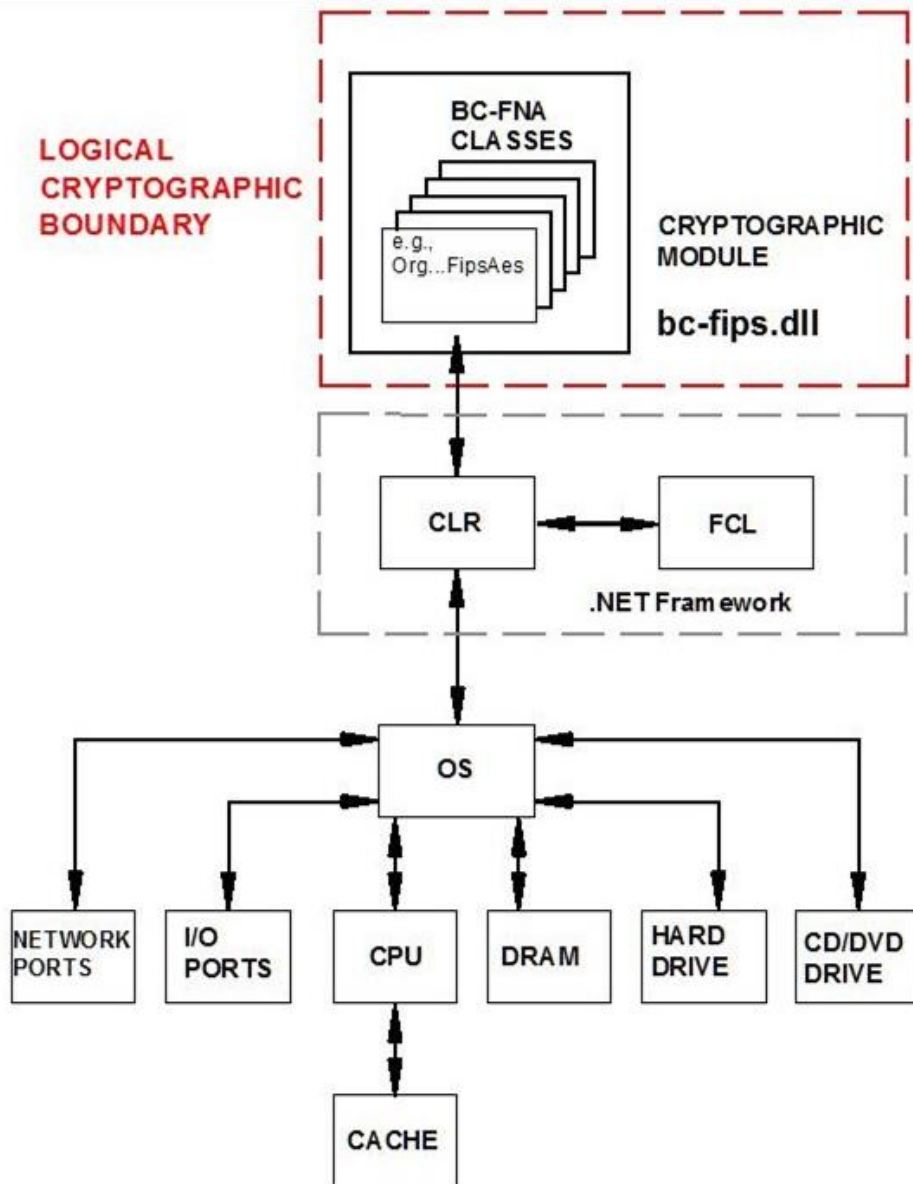 LOGICAL
CRYPTOGRAPHIC
BOUNDARY
BC-FNA
CLASSES
e.g.,
Org...FipsAes
CRYPTOGRAPHIC
MODULE
bc-fips.dll
CLR
FCL
.NET Framework
OS
NETWORK
PORTS
I/O
PORTS
CPU
DRAM
HARD
DRIVE
CD/DVD
DRIVE
CACHE